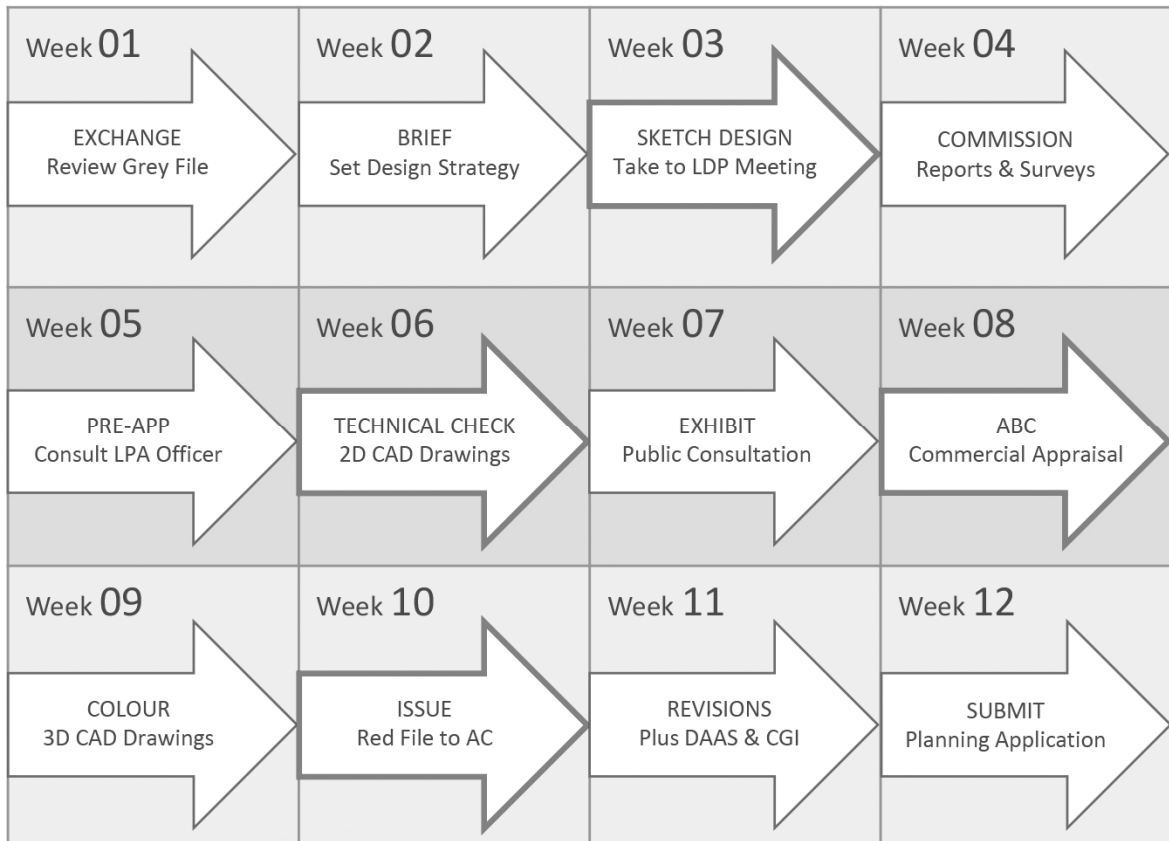 Week 01
EXCHANGE
Review Grey File
Week 02
BRIEF
Set Design Strategy
Week 03
SKETCH DESIGN
Take to LDP Meeting
Week 04
COMMISSION
Reports & Surveys
Week 05
PRE-APP
Consult LPA Officer
Week 06
TECHNICAL CHECK
2D CAD Drawings
Week 07
EXHIBIT
Public Consultation
Week 08
ABC
Commercial Appraisal
Week 09
COLOUR
3D CAD Drawings
Week 10
ISSUE
Red File to AC
Week 11
REVISIONS
Plus DAAS & CGI
Week 12
SUBMIT
Planning Application